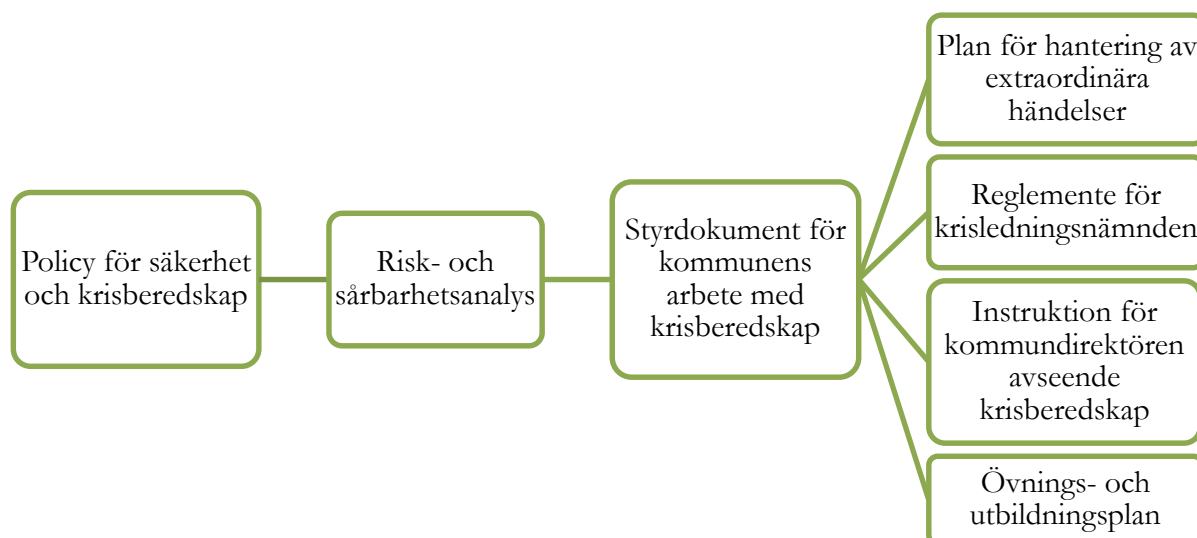 Policy för säkerhet
och krisberedskap
Risk- och
sårbarhetsanalys
Styrdokument för
kommunens
arbete med
krisberedskap
Plan för hantering av
extraordinära
händelser
Reglemente för
krisledningsnämnden
Instruktion för
kommundirektören
avseende
krisberedskap
Övnings- och
utbildningsplan